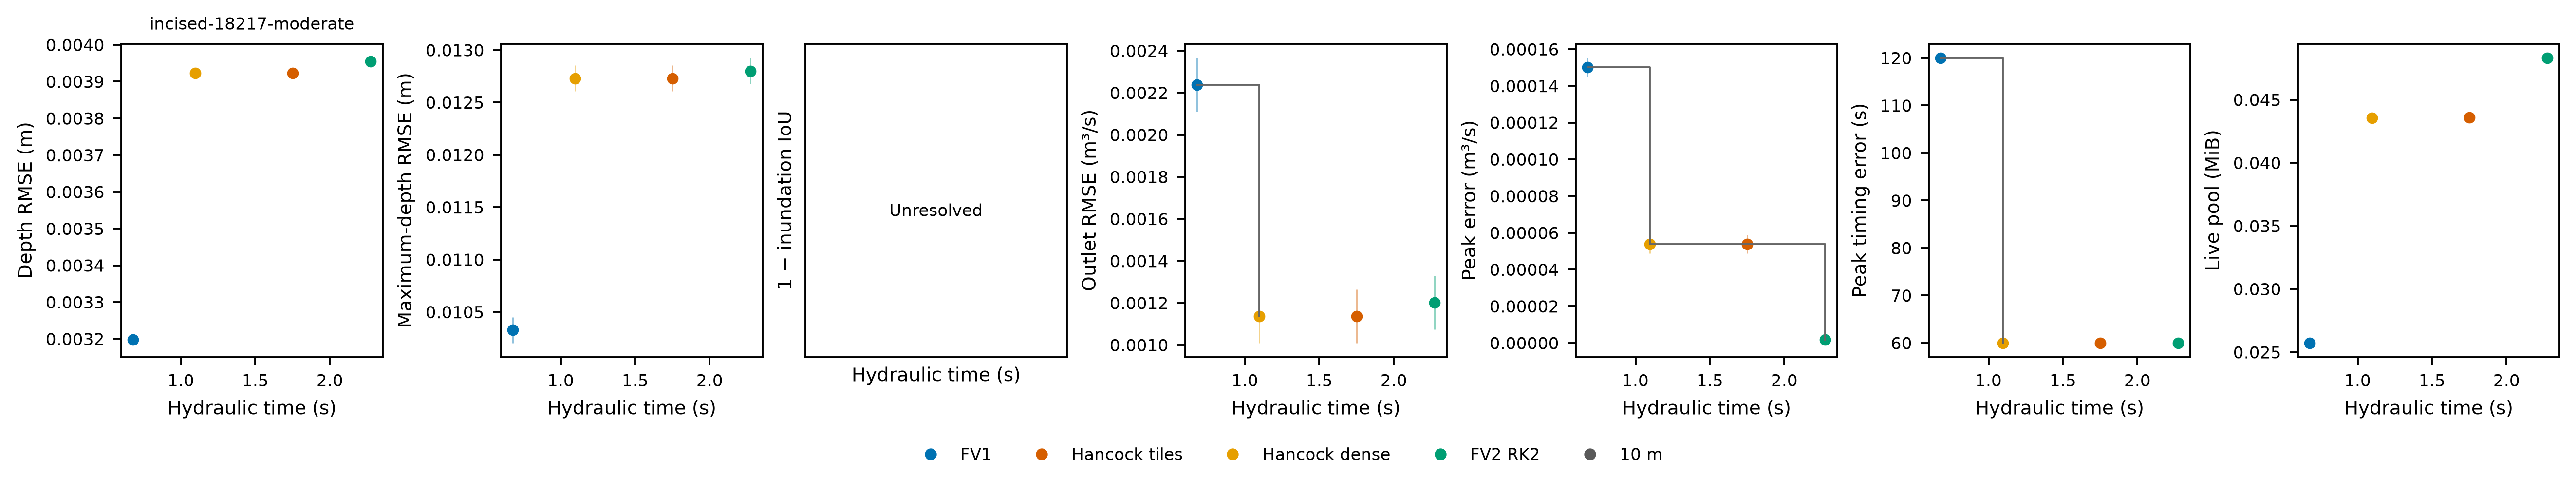 incised-18217-moderate
Depth RMSE (m)
0.0040
0.0039
0.0038
0.0037
0.0036
0.0035
0.0034
0.0033
0.0032
1.0 1.5 2.0
Hydraulic time (s)
Maximum-depth RMSE (m)
0.0130
0.0125
0.0120
0.0115
0.0110
0.0105
1.0 1.5 2.0
Hydraulic time (s)
1 − inundation IoU
Unresolved
Hydraulic time (s)
Outlet RMSE (m³/s)
0.0024
0.0022
0.0020
0.0018
0.0016
0.0014
0.0012
0.0010
1.0 1.5 2.0
Hydraulic time (s)
Peak error (m³/s)
0.00016
0.00014
0.00012
0.00010
0.00008
0.00006
0.00004
0.00002
0.00000
1.0 1.5 2.0
Hydraulic time (s)
Peak timing error (s)
120
110
100
90
80
70
60
1.0 1.5 2.0
Hydraulic time (s)
Live pool (MiB)
0.045
0.040
0.035
0.030
0.025
1.0 1.5 2.0
Hydraulic time (s)
FV1 Hancock tiles Hancock dense FV2 RK2 10 m